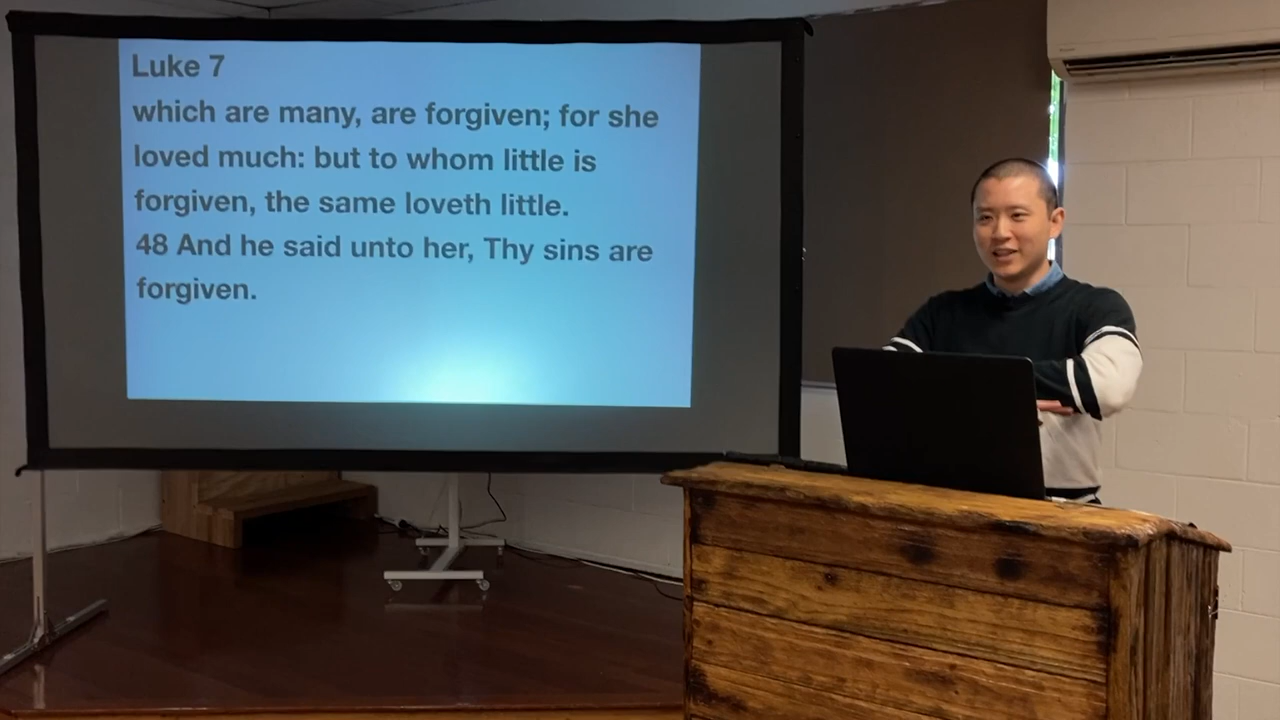 Luke 7
which are many, are forgiven; for she
loved much: but to whom little is
forgiven, the same loveth little.
48 And he said unto her, Thy sins are
forgiven.